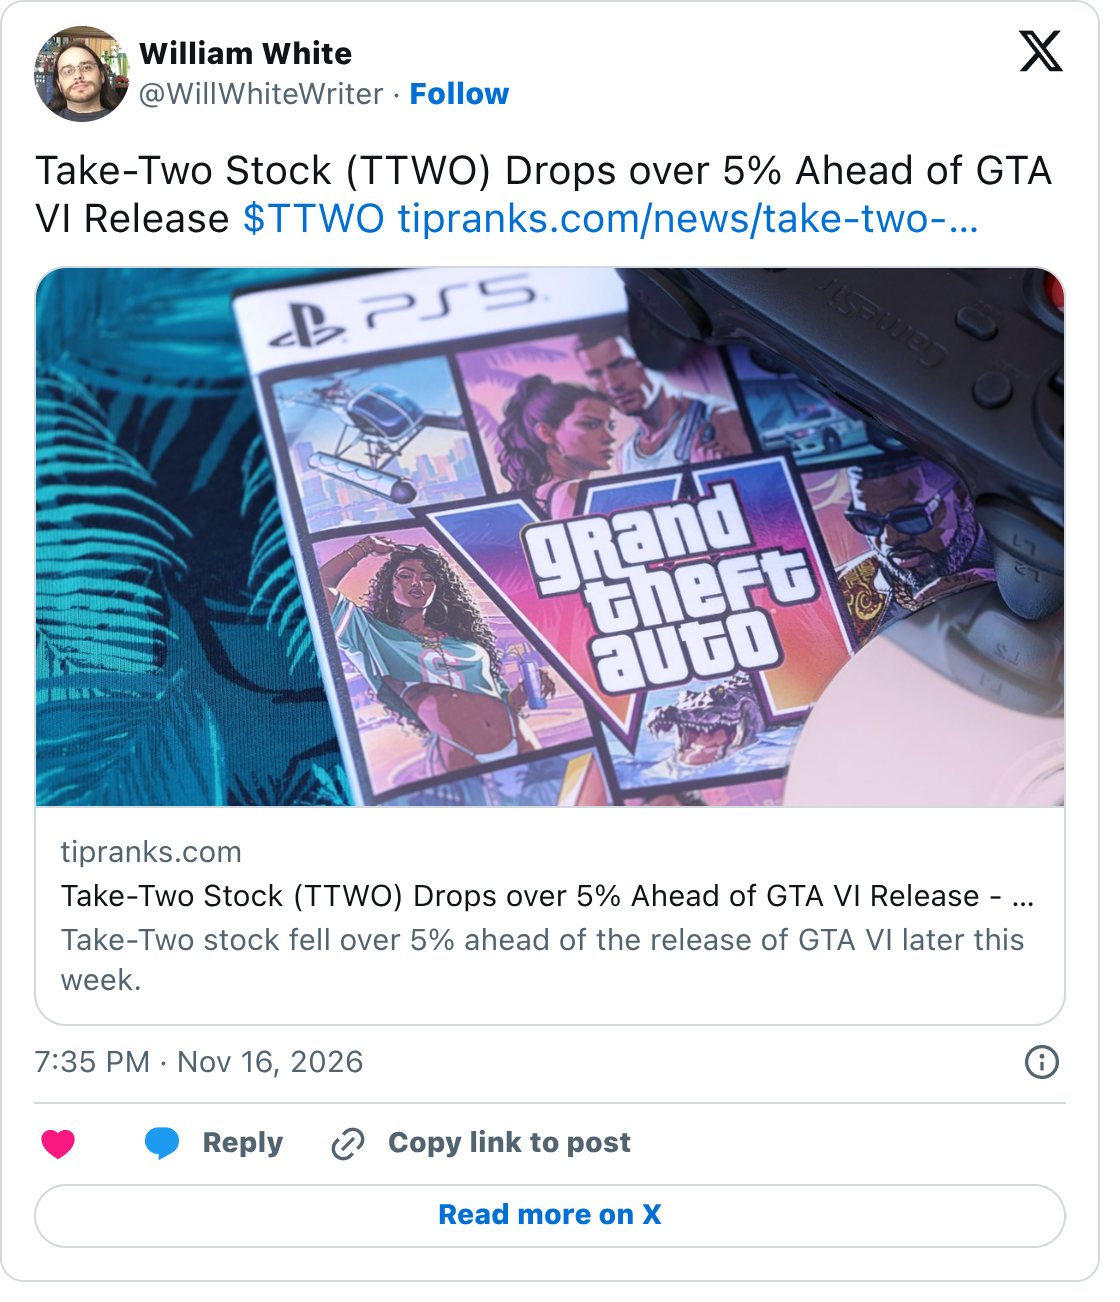 William White
@WillWhiteWriter · Follow
Take-Two Stock (TTWO) Drops over 5% Ahead of GTA
VI Release $TTWO tipranks.com/news/take-two-...
PS5
GameSir
grand
theft
auto
L1
L2
tipranks.com
Take-Two Stock (TTWO) Drops over 5% Ahead of GTA VI Release - ...
Take-Two stock fell over 5% ahead of the release of GTA VI later this
week.
7:35 PM · Nov 16, 2026
Reply
Copy link to post
Read more on X